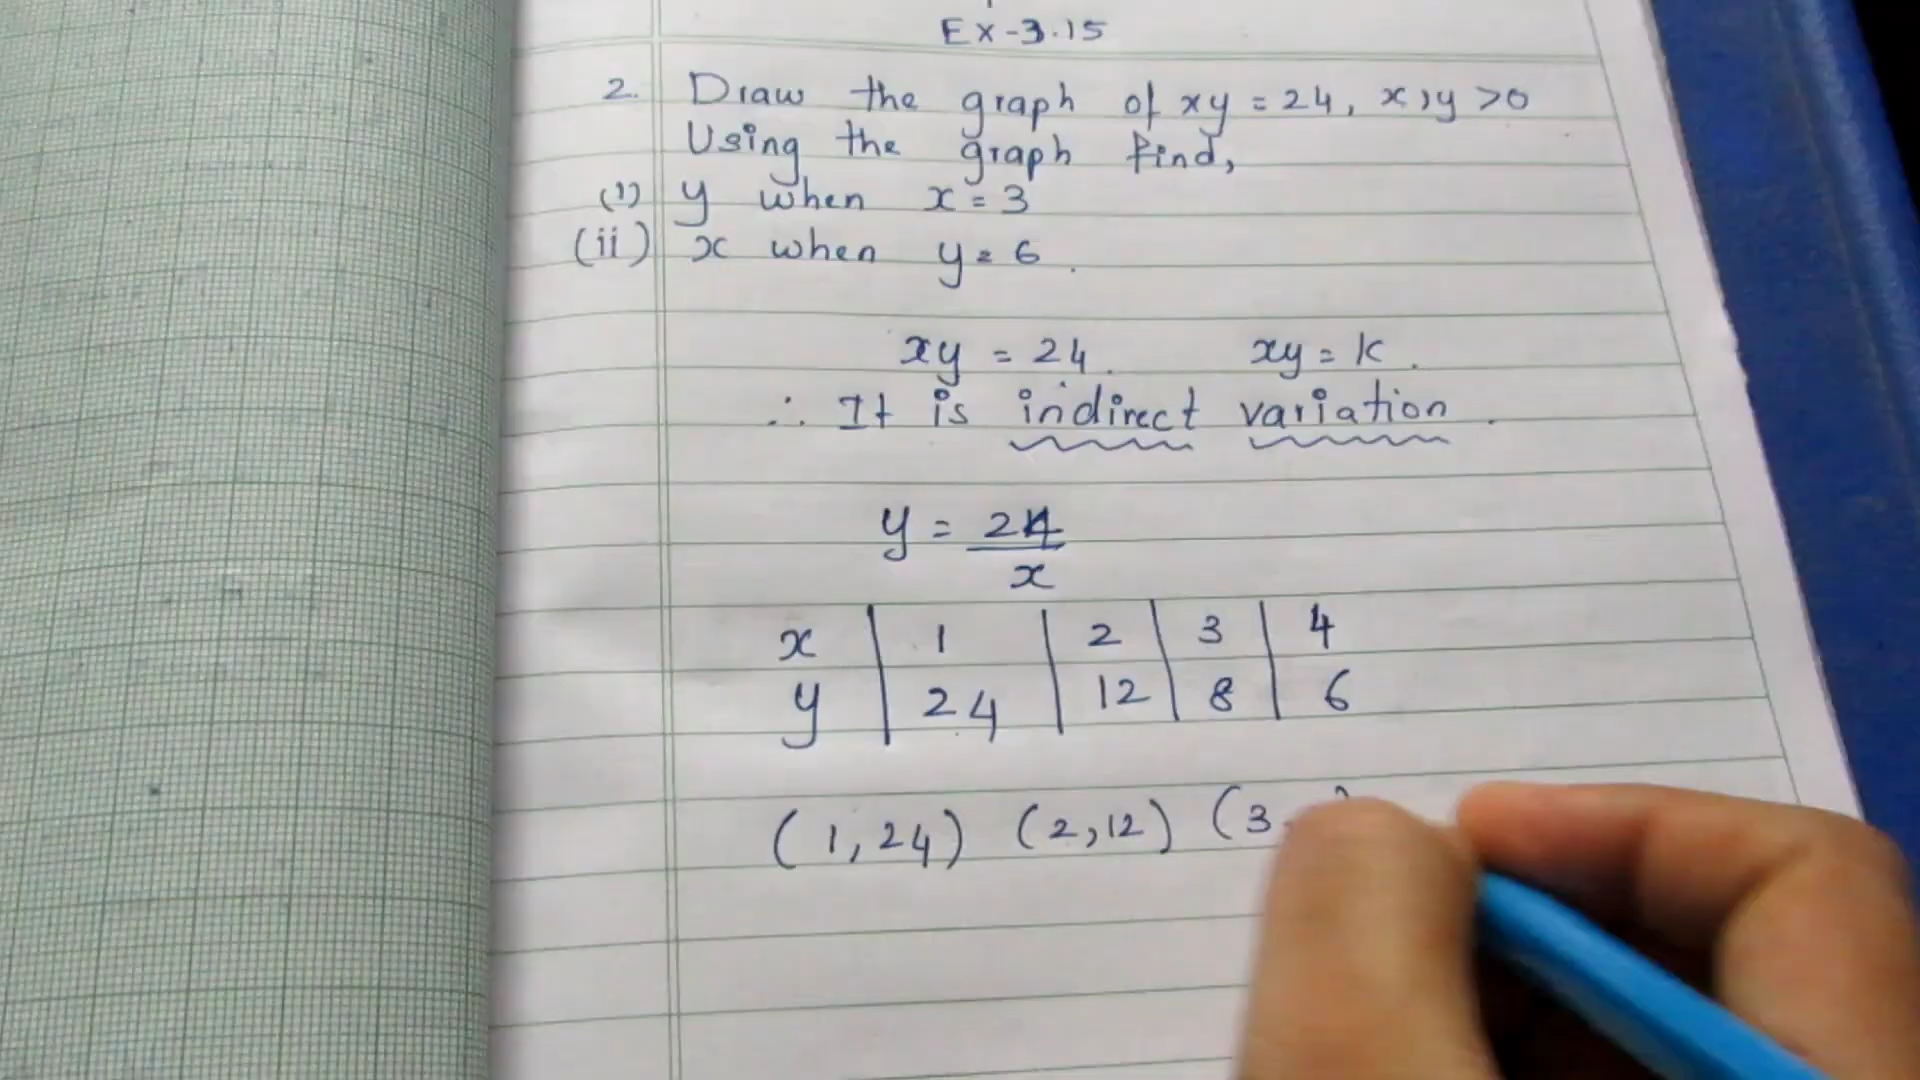 Ex-3.15
2. Draw the graph of xy = 24, x,y >0
Using the graph find,
(i) y when x = 3
(ii) x when y = 6.
xy = 24. xy = k.
∴ It is indirect variation.
y = 24/x
x | 1 | 2 | 3 | 4
y | 24 | 12 | 8 | 6
(1,24) (2,12) (3